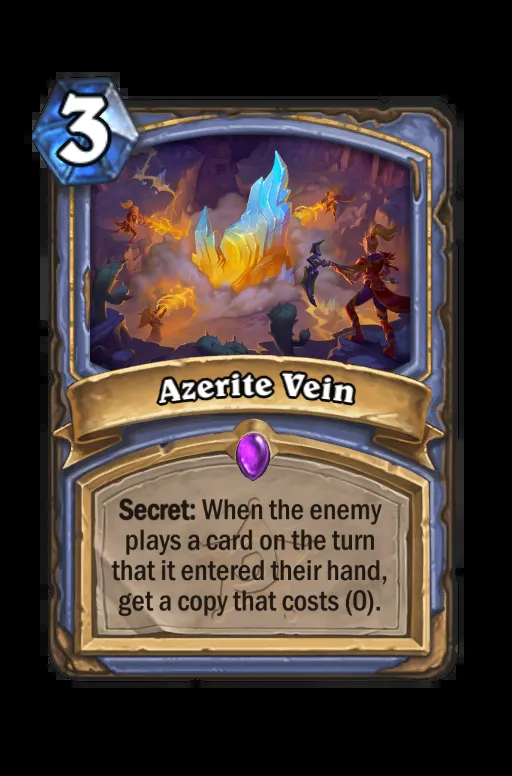 3
Azerite Vein
Secret: When the enemy
plays a card on the turn
that it entered their hand,
get a copy that costs (0).